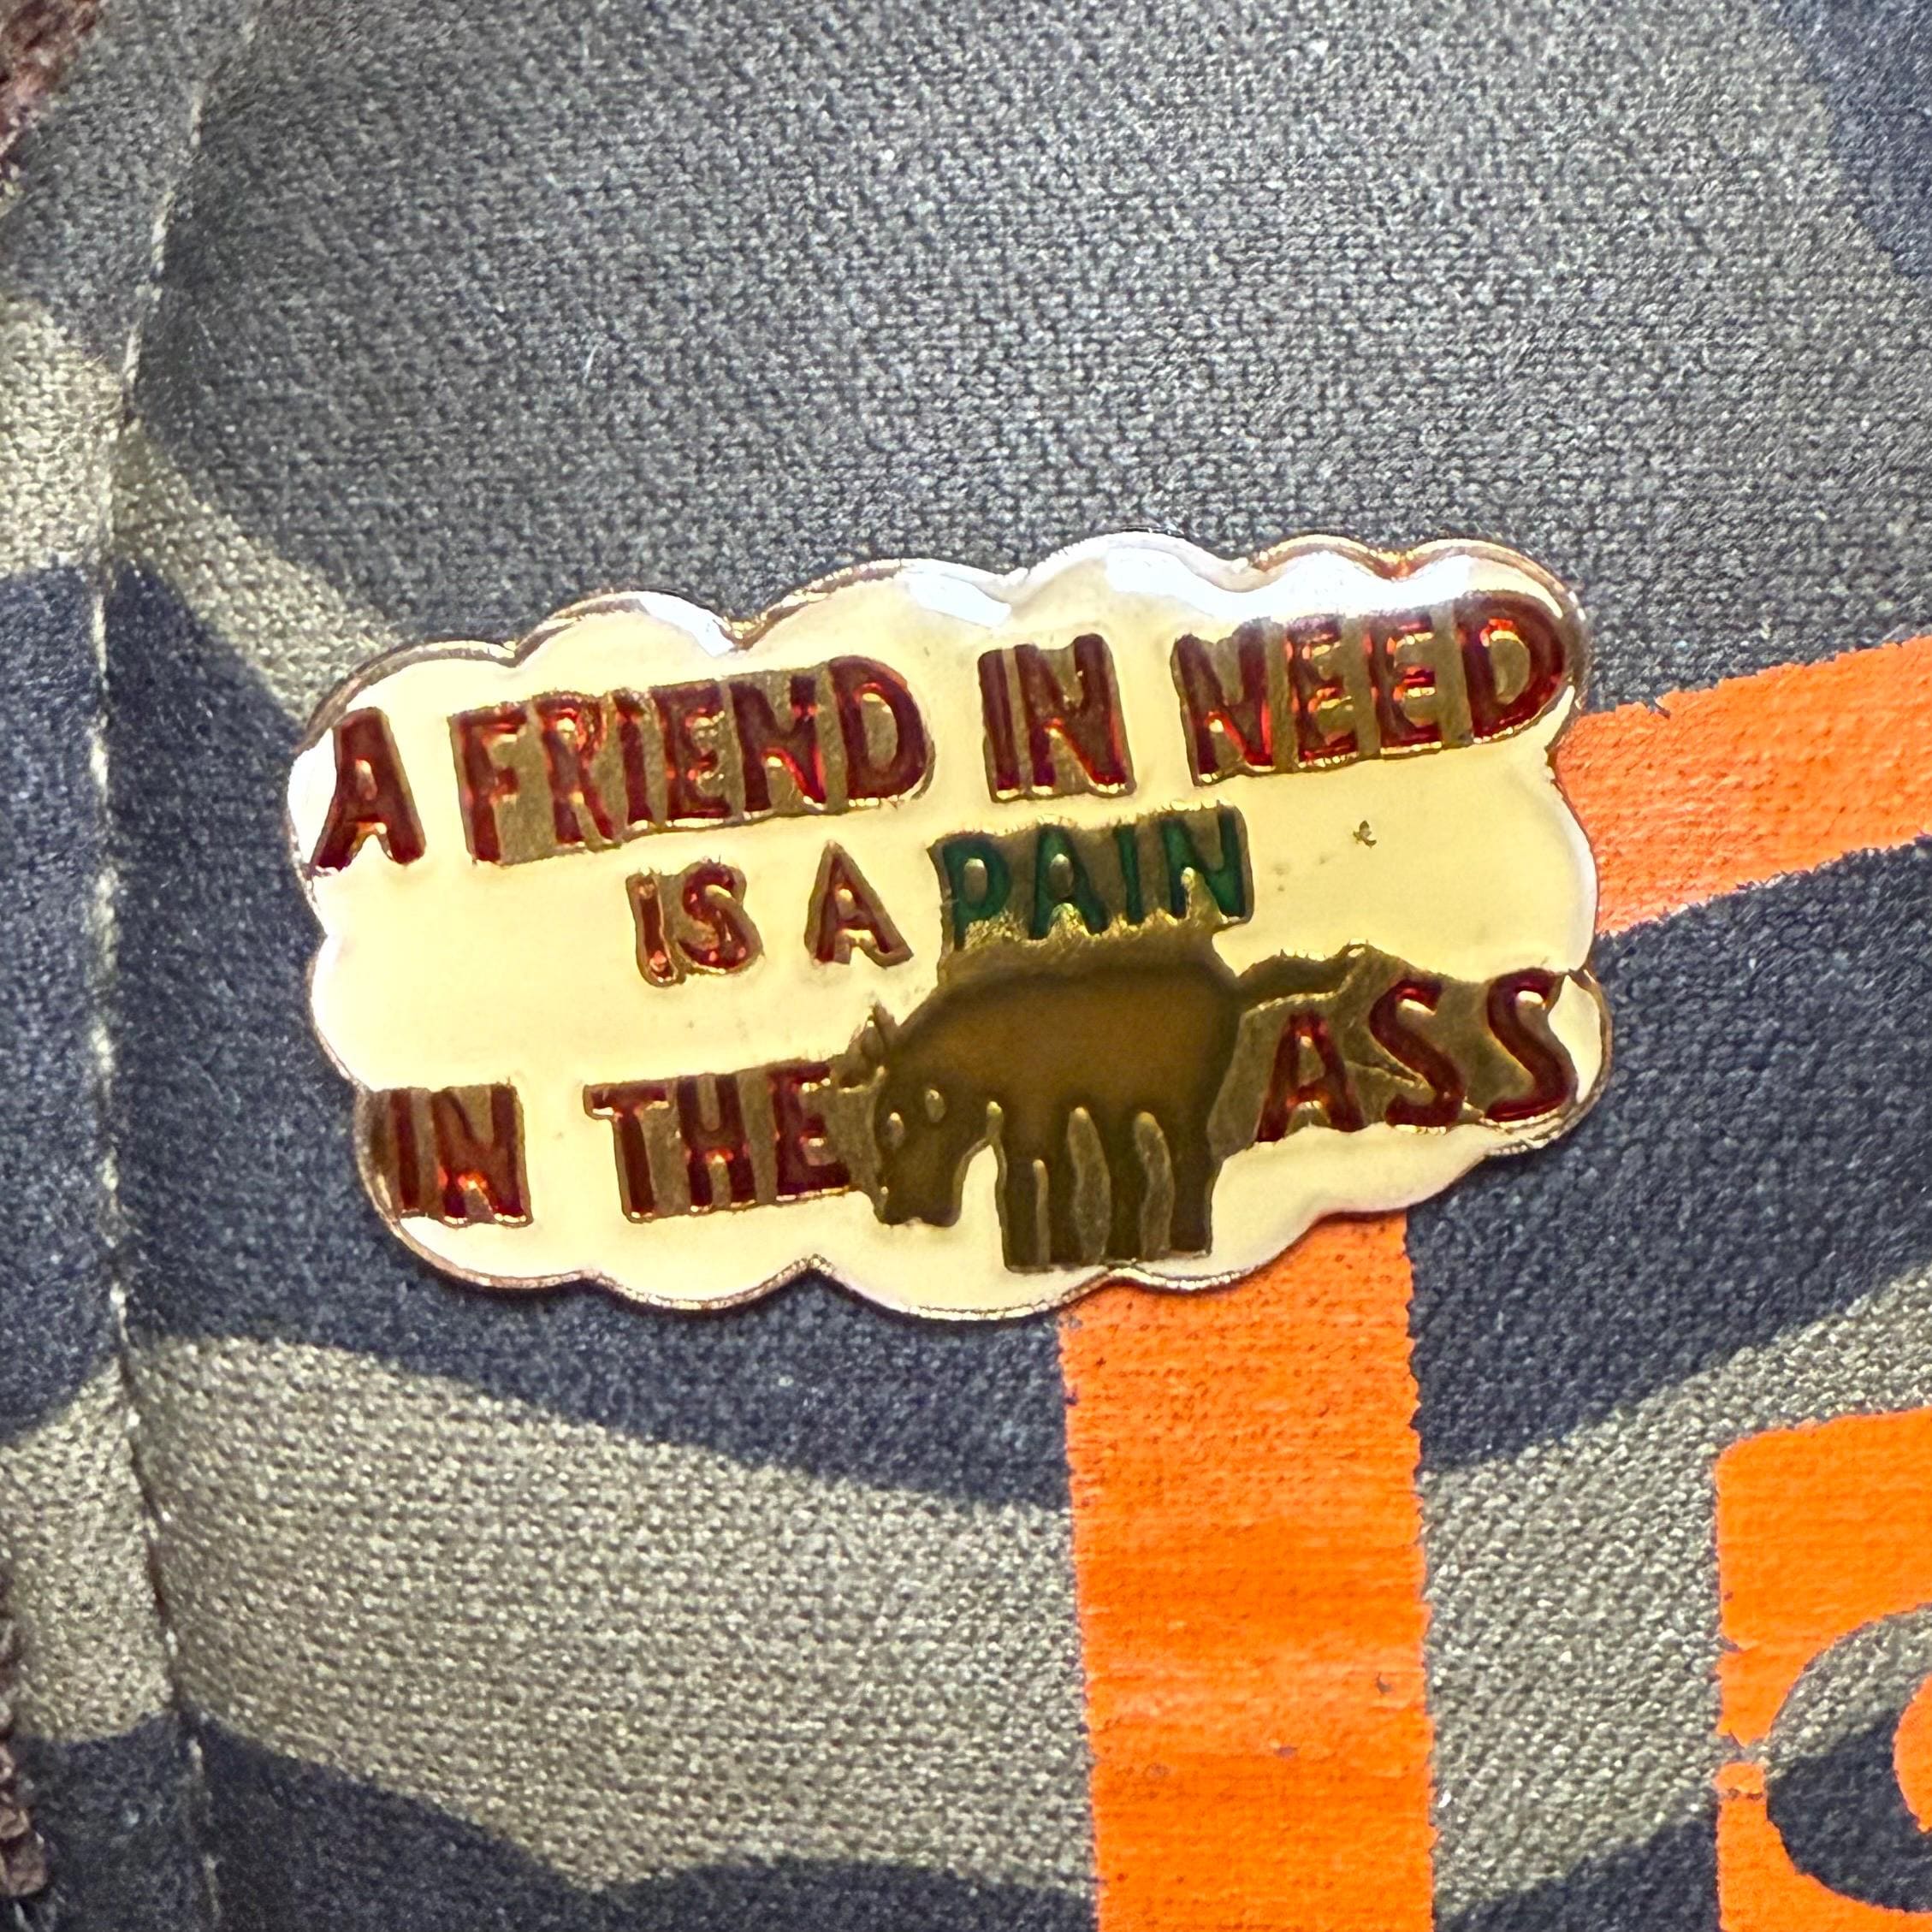 A FRIEND IN NEED
IS A PAIN
IN THE ASS